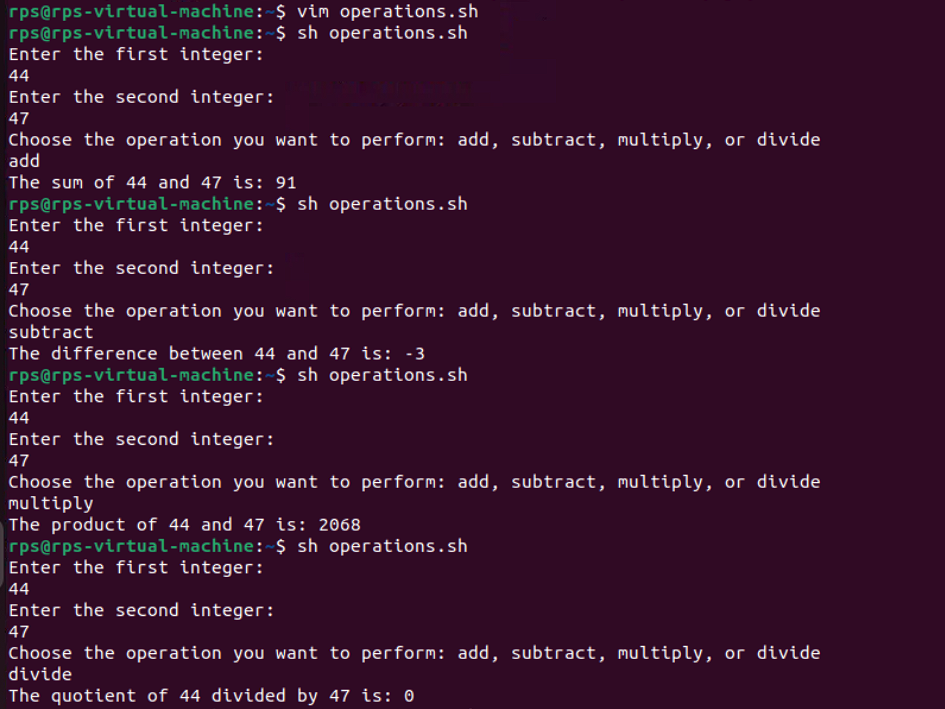 rps@rps-virtual-machine:~$ vim operations.sh
rps@rps-virtual-machine:~$ sh operations.sh
Enter the first integer:
44
Enter the second integer:
47
Choose the operation you want to perform: add, subtract, multiply, or divide
add
The sum of 44 and 47 is: 91
rps@rps-virtual-machine:~$ sh operations.sh
Enter the first integer:
44
Enter the second integer:
47
Choose the operation you want to perform: add, subtract, multiply, or divide
subtract
The difference between 44 and 47 is: -3
rps@rps-virtual-machine:~$ sh operations.sh
Enter the first integer:
44
Enter the second integer:
47
Choose the operation you want to perform: add, subtract, multiply, or divide
multiply
The product of 44 and 47 is: 2068
rps@rps-virtual-machine:~$ sh operations.sh
Enter the first integer:
44
Enter the second integer:
47
Choose the operation you want to perform: add, subtract, multiply, or divide
divide
The quotient of 44 divided by 47 is: 0